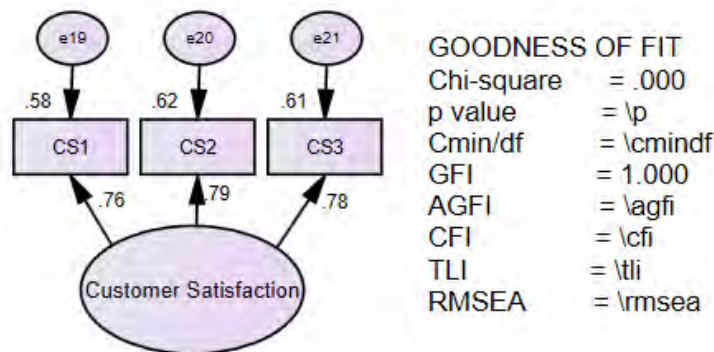 e19 e20 e21
.58 .62 .61
CS1 CS2 CS3
.76 .79 .78
Customer Satisfaction
GOODNESS OF FIT
Chi-square = .000
p value = \p
Cmin/df = \cmindf
GFI = 1.000
AGFI = \agfi
CFI = \cfi
TLI = \tli
RMSEA = \rmsea